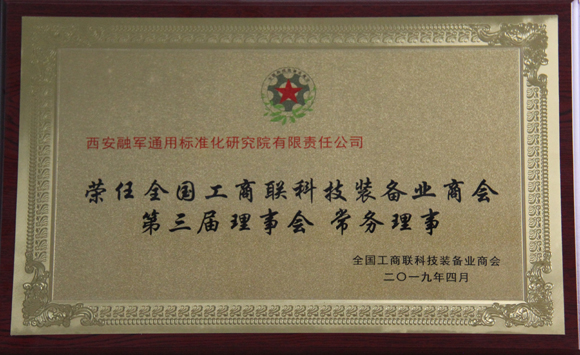 西安融军通用标准化研究院有限责任公司
荣任全国工商联科技装备业商会
第三届理事会 常务理事
全国工商联科技装备业商会
二〇一九年四月